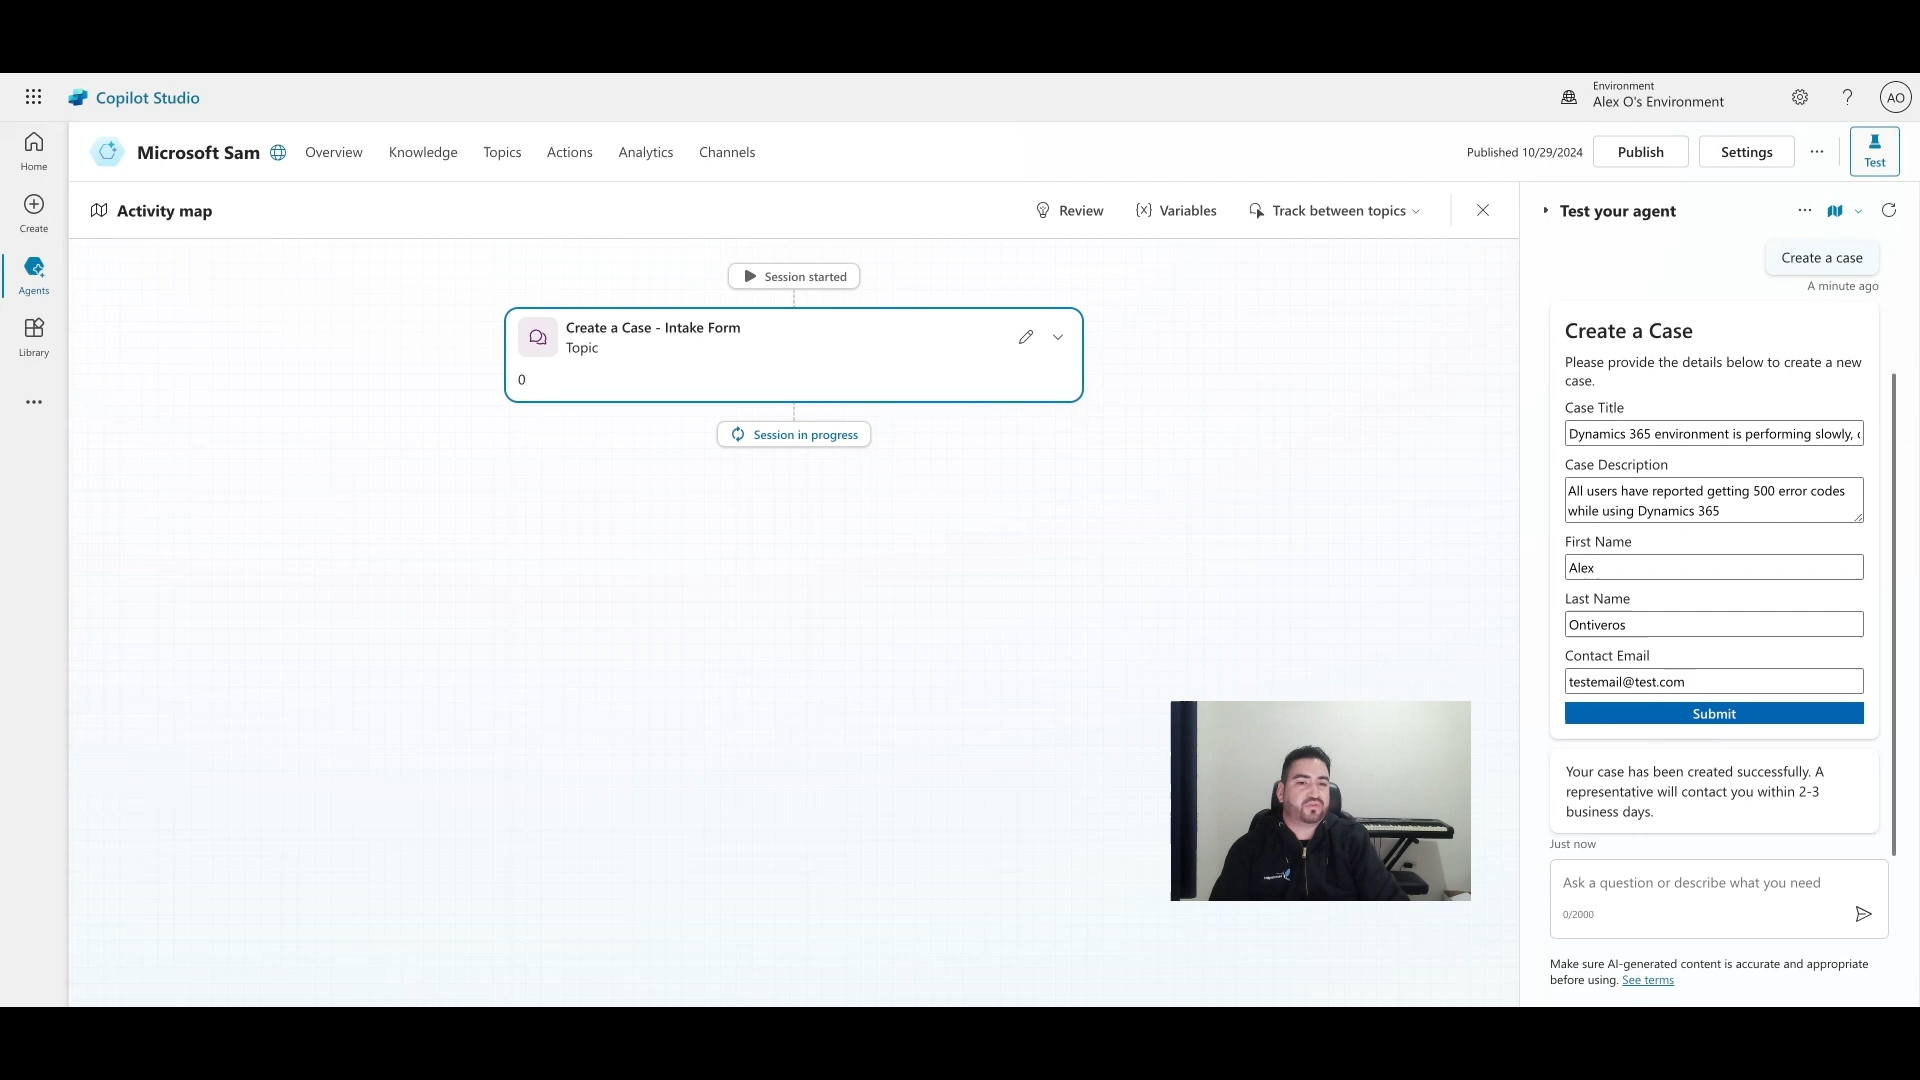 Copilot Studio
Environment
Alex O's Environment
AO
Home
Create
Agents
Library
Microsoft Sam
Overview
Knowledge
Topics
Actions
Analytics
Channels
Published 10/29/2024
Publish
Settings
Test
Activity map
Review
{x} Variables
Track between topics
Session started
Create a Case - Intake Form
Topic
0
Session in progress
Test your agent
Create a case
A minute ago
Create a Case
Please provide the details below to create a new
case.
Case Title
Dynamics 365 environment is performing slowly,
Case Description
All users have reported getting 500 error codes
while using Dynamics 365
First Name
Alex
Last Name
Ontiveros
Contact Email
testemail@test.com
Submit
Your case has been created successfully. A
representative will contact you within 2-3
business days.
Just now
Ask a question or describe what you need
0/2000
Make sure AI-generated content is accurate and appropriate
before using. See terms